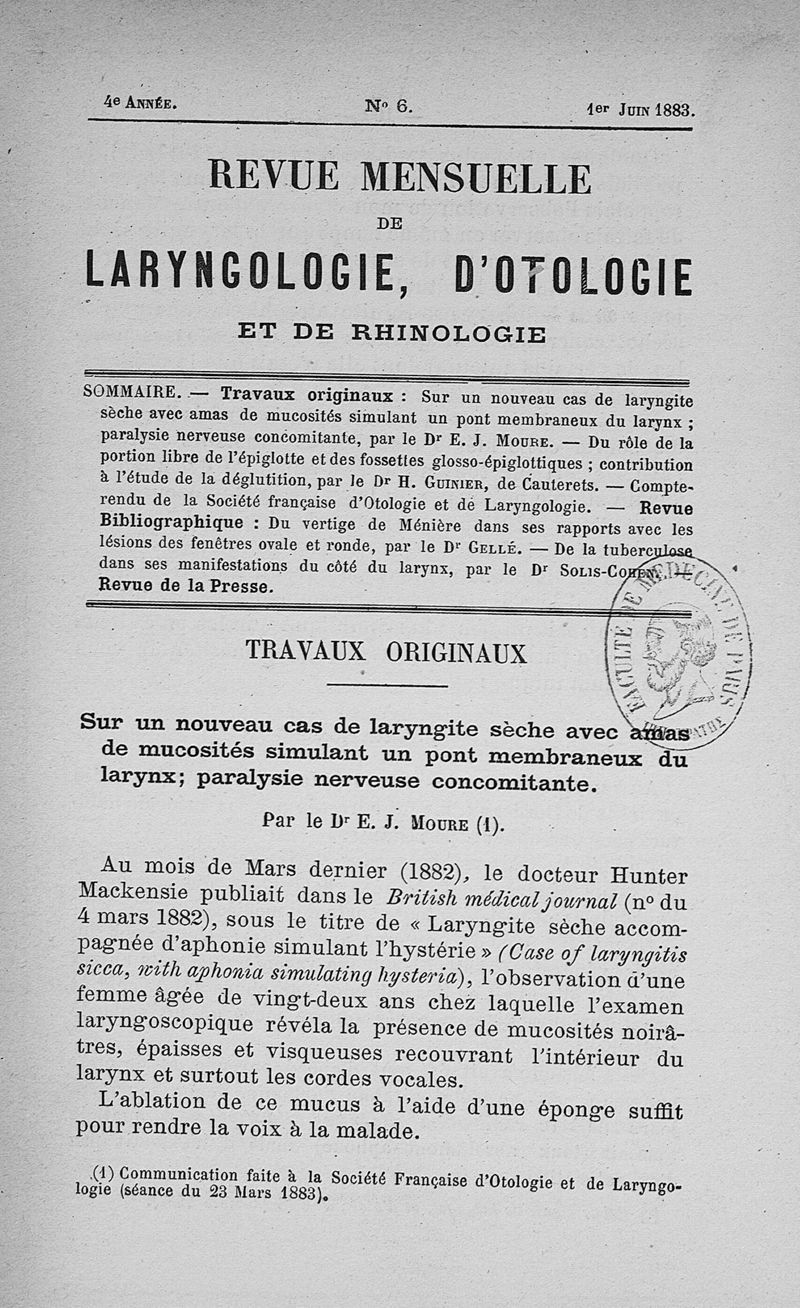 4e ANNÉE. No 6. 1er JUIN 1883.
REVUE MENSUELLE
DE
LARYNGOLOGIE, D'OTOLOGIE
ET DE RHINOLOGIE
SOMMAIRE. — Travaux originaux : Sur un nouveau cas de laryngite
sèche avec amas de mucosités simulant un pont membraneux du larynx ;
paralysie nerveuse concomitante, par le Dr E. J. MOURE. — Du rôle de la
portion libre de l'épiglotte et des fossettes glosso-épiglottiques ; contribution
à l'étude de la déglutition, par le Dr H. GUINIER, de Cauterets. — Compte-
rendu de la Société française d'Otologie et de Laryngologie. — Revue
Bibliographique : Du vertige de Ménière dans ses rapports avec les
lésions des fenêtres ovale et ronde, par le Dr GELLÉ. — De la tuberculose
dans ses manifestations du côté du larynx, par le Dr SOLIS-COHEN. —
Revue de la Presse.
FACULTÉ DE MÉDECINE DE PARIS
TRAVAUX ORIGINAUX
Sur un nouveau cas de laryngite sèche avec amas
de mucosités simulant un pont membraneux du
larynx; paralysie nerveuse concomitante.
Par le Dr E. J. MOURE (1).
Au mois de Mars dernier (1882), le docteur Hunter
Mackensie publiait dans le British médical journal (no du
4 mars 1882), sous le titre de « Laryngite sèche accom-
pagnée d'aphonie simulant l'hystérie » (Case of laryngitis
sicca, with aphonia simulating hysteria), l'observation d'une
femme âgée de vingt-deux ans chez laquelle l'examen
laryngoscopique révéla la présence de mucosités noirâ-
tres, épaisses et visqueuses recouvrant l'intérieur du
larynx et surtout les cordes vocales.
L'ablation de ce mucus à l'aide d'une éponge suffit
pour rendre la voix à la malade.
(1) Communication faite à la Société Française d'Otologie et de Laryngo-
logie (séance du 23 Mars 1883).